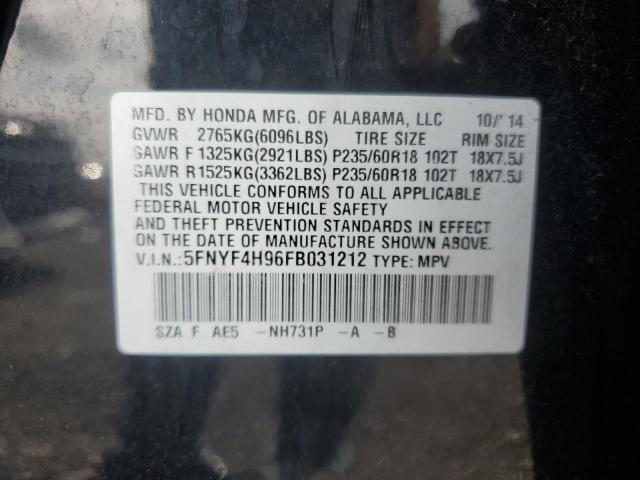 MFD. BY HONDA MFG. OF ALABAMA, LLC 10/'14
GVWR 2765KG(6096LBS) TIRE SIZE RIM SIZE
GAWR F 1325KG(2921LBS) P235/60R18 102T 18X7.5J
GAWR R1525KG(3362LBS) P235/60R18 102T 18X7.5J
THIS VEHICLE CONFORMS TO ALL APPLICABLE
FEDERAL MOTOR VEHICLE SAFETY
AND THEFT PREVENTION STANDARDS IN EFFECT
ON THE DATE OF MANUFACTURE SHOWN ABOVE.
V.I.N.:5FNYF4H96FB031212 TYPE: MPV
SZA F AE5 -NH731P -A -B